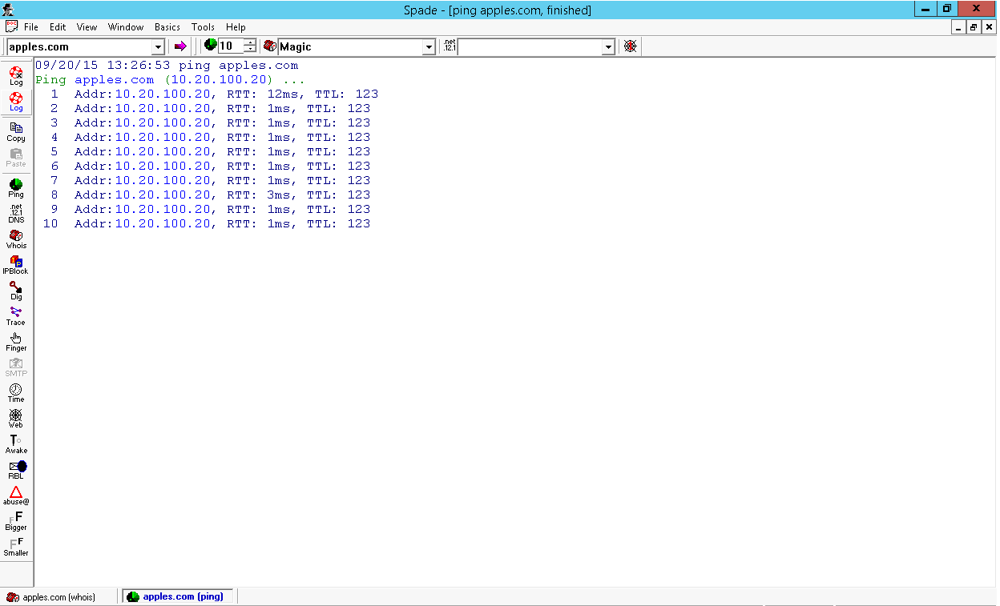 Spade - [ping apples.com, finished]
File Edit View Window Basics Tools Help
apples.com 10 Magic .net 12.1
09/20/15 13:26:53 ping apples.com
Ping apples.com (10.20.100.20) ...
1 Addr:10.20.100.20, RTT: 12ms, TTL: 123
2 Addr:10.20.100.20, RTT: 1ms, TTL: 123
3 Addr:10.20.100.20, RTT: 1ms, TTL: 123
4 Addr:10.20.100.20, RTT: 1ms, TTL: 123
5 Addr:10.20.100.20, RTT: 1ms, TTL: 123
6 Addr:10.20.100.20, RTT: 1ms, TTL: 123
7 Addr:10.20.100.20, RTT: 1ms, TTL: 123
8 Addr:10.20.100.20, RTT: 3ms, TTL: 123
9 Addr:10.20.100.20, RTT: 1ms, TTL: 123
10 Addr:10.20.100.20, RTT: 1ms, TTL: 123
Log
Log
Copy
Paste
Ping
.net
12.1
DNS
Whois
IPBlock
Dig
Trace
Finger
SMTP
Time
Web
Awake
RBL
abuse@
FF
Bigger
FF
Smaller
apples.com (whois) apples.com (ping)